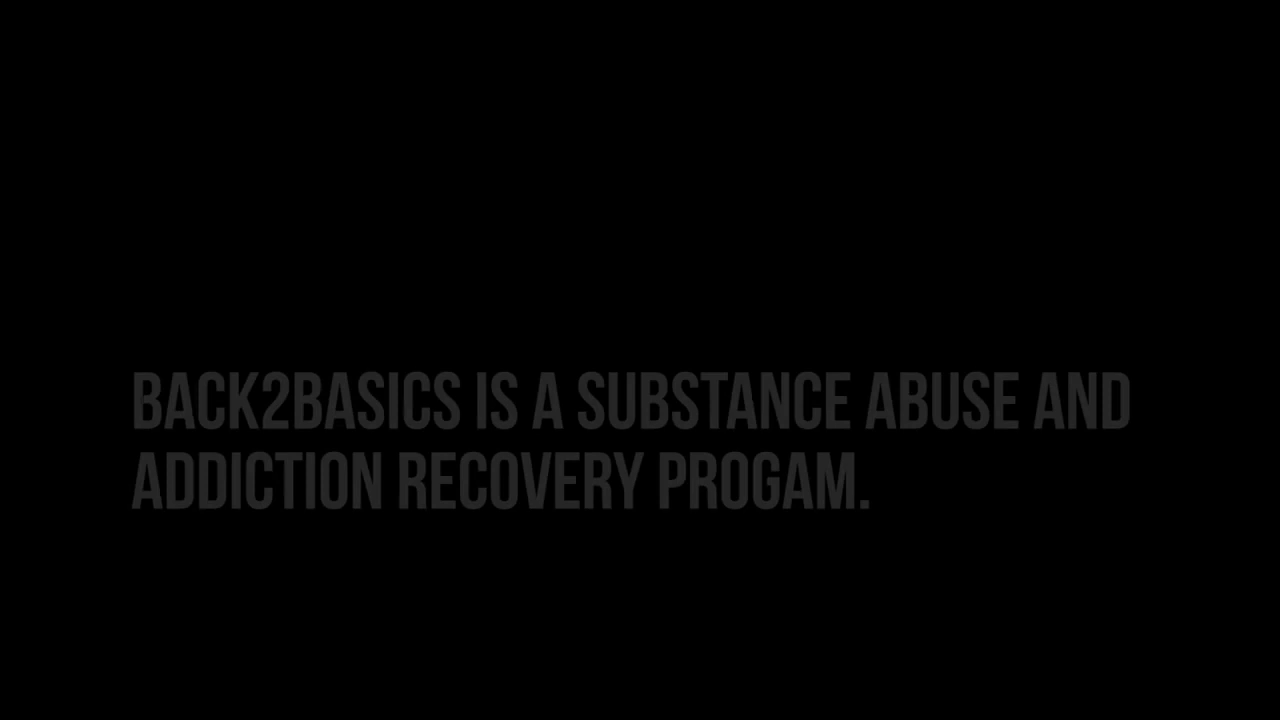 BACK2BASICS IS A SUBSTANCE ABUSE AND
ADDICTION RECOVERY PROGAM.